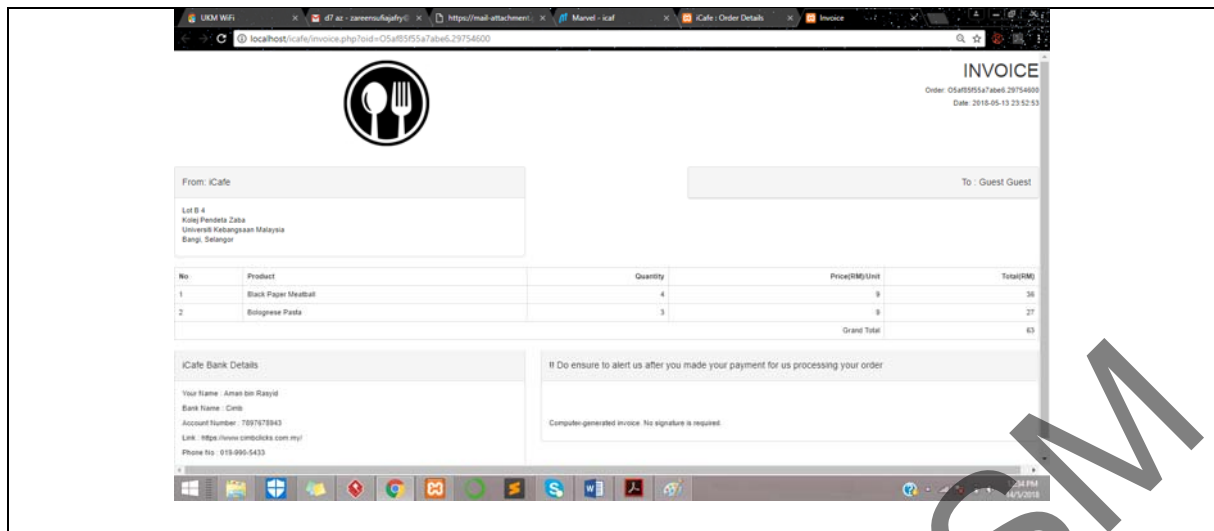 UKM WiFi
d7 az - zareensufiajafry@
https://mail-attachment.
Marvel - icaf
iCafe : Order Details
Invoice
localhost/icafe/invoice.php?oid=O5af85f55a7abe6.29754600
INVOICE
Order: O5af85f55a7abe6.29754600
Date: 2018-05-13 23:52:53
From: iCafe
To : Guest Guest
Lot B 4
Kolej Pendeta Zaba
Universiti Kebangsaan Malaysia
Bangi, Selangor
No Product Quantity Price(RM)/Unit Total(RM)
1 Black Paper Meatball 4 9 36
2 Bolognese Pasta 3 9 27
Grand Total 63
iCafe Bank Details
!! Do ensure to alert us after you made your payment for us processing your order
Your Name : Aman bin Rasyid
Bank Name : Cimb
Account Number : 7897678943
Link : https://www.cimbclicks.com.my/
Phone No : 019-990-5433
Computer-generated invoice. No signature is required.
14/5/2018
SM